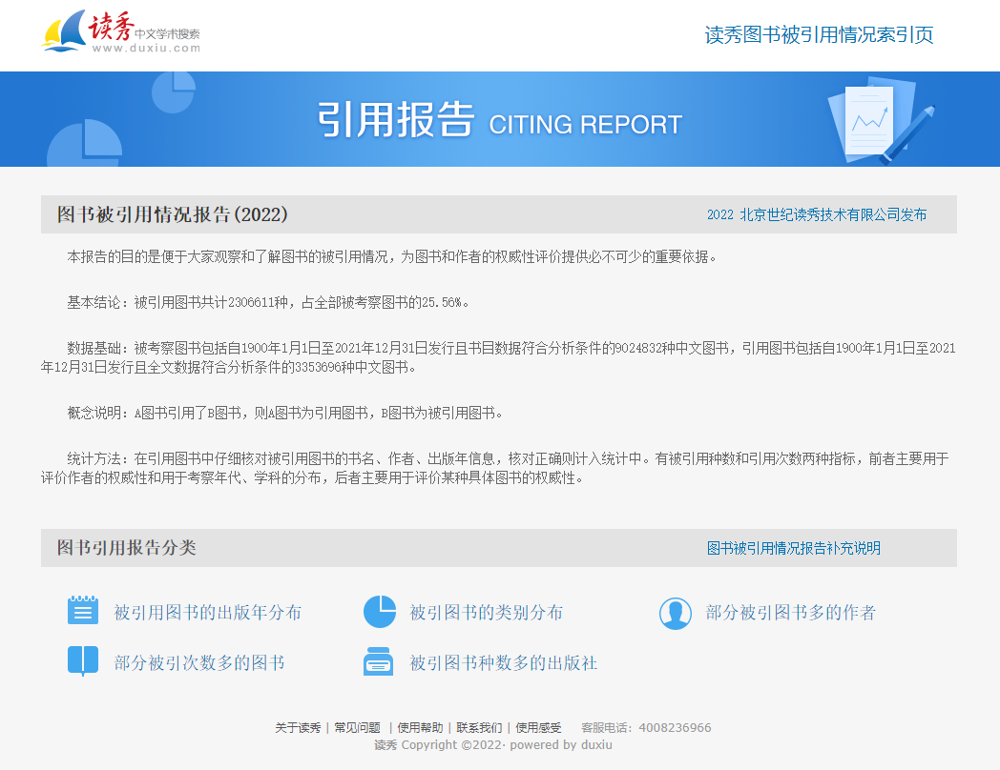 读秀中文学术搜索
www.duxiu.com
读秀图书被引用情况索引页
引用报告 CITING REPORT
图书被引用情况报告(2022)
2022 北京世纪读秀技术有限公司发布
本报告的目的是便于大家观察和了解图书的被引用情况，为图书和作者的权威性评价提供必不可少的重要依据。
基本结论：被引用图书共计2306611种，占全部被考察图书的25.56%。
数据基础：被考察图书包括自1900年1月1日至2021年12月31日发行且书目数据符合分析条件的9024832种中文图书，引用图书包括自1900年1月1日至2021
年12月31日发行且全文数据符合分析条件的3353696种中文图书。
概念说明：A图书引用了B图书，则A图书为引用图书，B图书为被引用图书。
统计方法：在引用图书中仔细核对被引用图书的书名、作者、出版年信息，核对正确则计入统计中。有被引用种数和引用次数两种指标，前者主要用于
评价作者的权威性和用于考察年代、学科的分布，后者主要用于评价某种具体图书的权威性。
图书引用报告分类
图书被引用情况报告补充说明
被引用图书的出版年分布
被引图书的类别分布
部分被引图书多的作者
部分被引次数多的图书
被引图书种数多的出版社
关于读秀 | 常见问题 | 使用帮助 | 联系我们 | 使用感受 客服电话：4008236966
读秀 Copyright ©2022· powered by duxiu